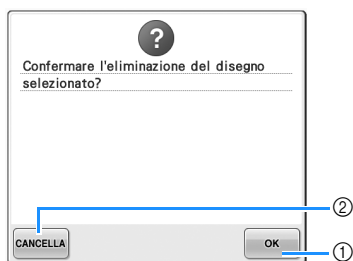 ?
Confermare l'eliminazione del disegno
selezionato?
②
CANCELLA
OK
①